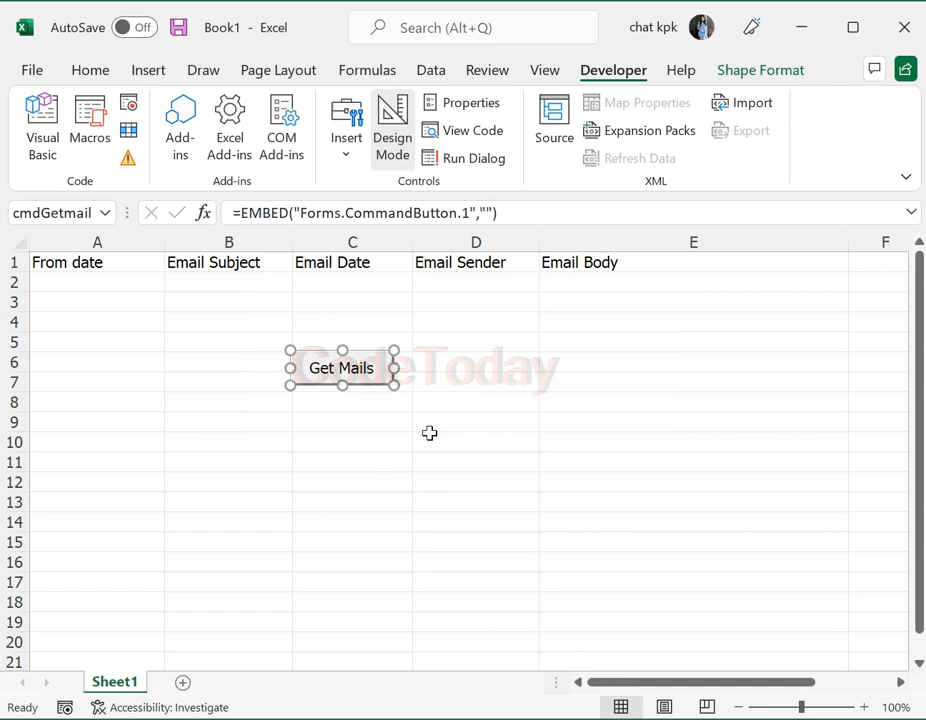 AutoSave Off Book1 - Excel Search (Alt+Q) chat kpk
File Home Insert Draw Page Layout Formulas Data Review View Developer Help Shape Format
Visual Basic
Macros
Code
Add-ins
Excel Add-ins
COM Add-ins
Add-ins
Insert
Design Mode
Properties
View Code
Run Dialog
Controls
Source
Map Properties
Expansion Packs
Refresh Data
Import
Export
XML
cmdGetmail fx =EMBED("Forms.CommandButton.1","")
A B C D E F
1 From date Email Subject Email Date Email Sender Email Body
2
3
4
5
6
Get Mails
CodeToday
7
8
9
10
11
12
13
14
15
16
17
18
19
20
21
Sheet1
Ready Accessibility: Investigate 100%